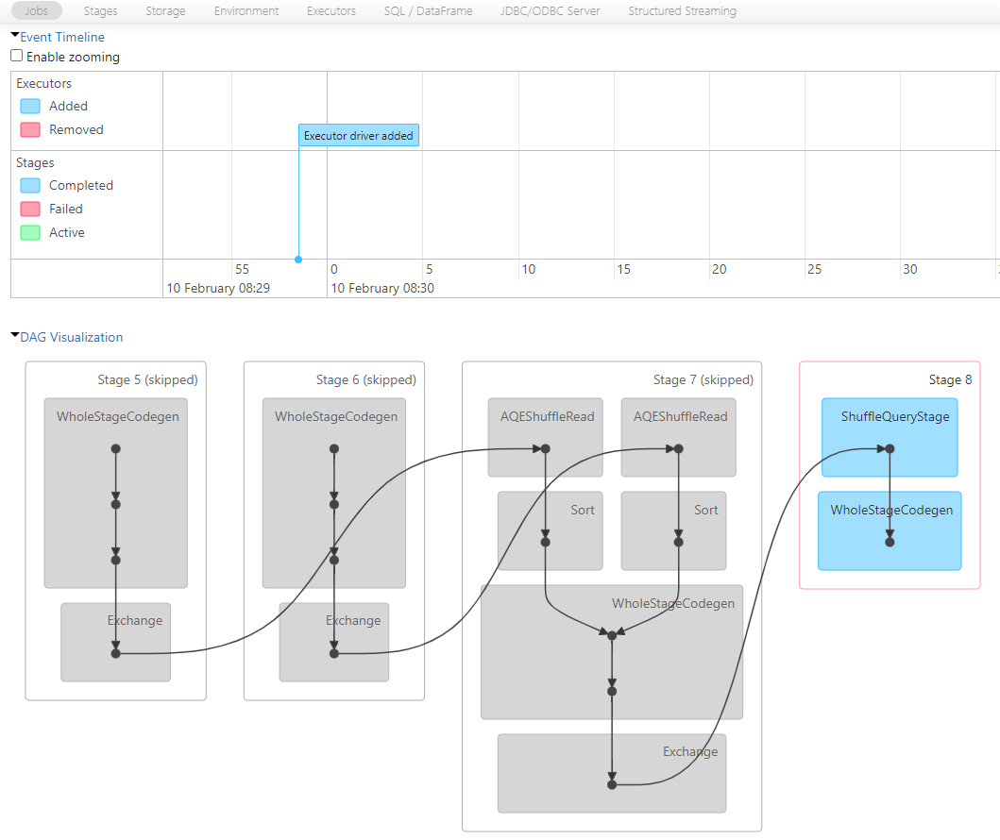 Jobs Stages Storage Environment Executors SQL / DataFrame JDBC/ODBC Server Structured Streaming
Event Timeline
Enable zooming
Executors
Added
Removed
Executor driver added
Stages
Completed
Failed
Active
55 0 5 10 15 20 25 30
10 February 08:29 10 February 08:30
DAG Visualization
Stage 5 (skipped)
WholeStageCodegen
Exchange
Stage 6 (skipped)
WholeStageCodegen
Exchange
Stage 7 (skipped)
AQEShuffleRead AQEShuffleRead
Sort Sort
WholeStageCodegen
Exchange
Stage 8
ShuffleQueryStage
WholeStageCodegen